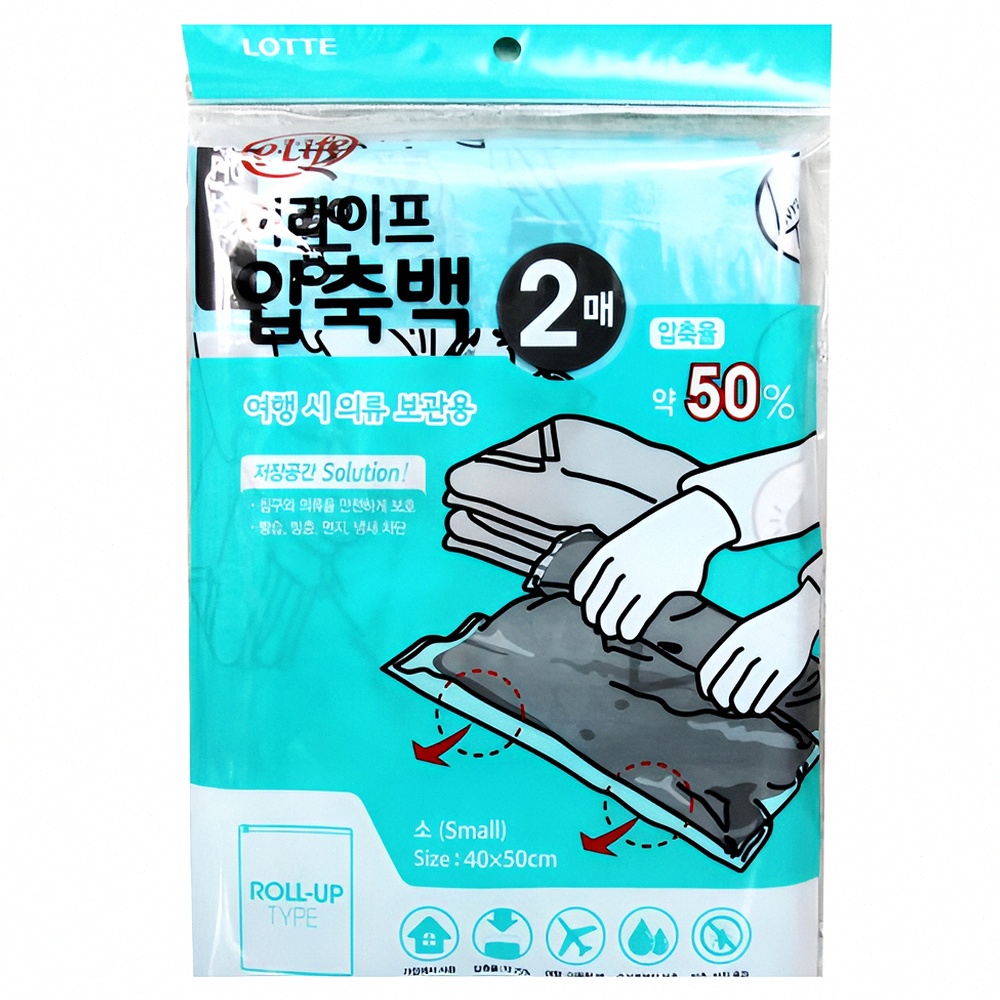 LOTTE
압축백
2매
압축율
약 50%
여행 시 의류 보관용
저장공간 Solution!
· 침구와 의류를 안전하게 보호
· 방습, 방충, 먼지, 냄새 차단
소 (Small)
Size : 40×50cm
ROLL-UP
TYPE